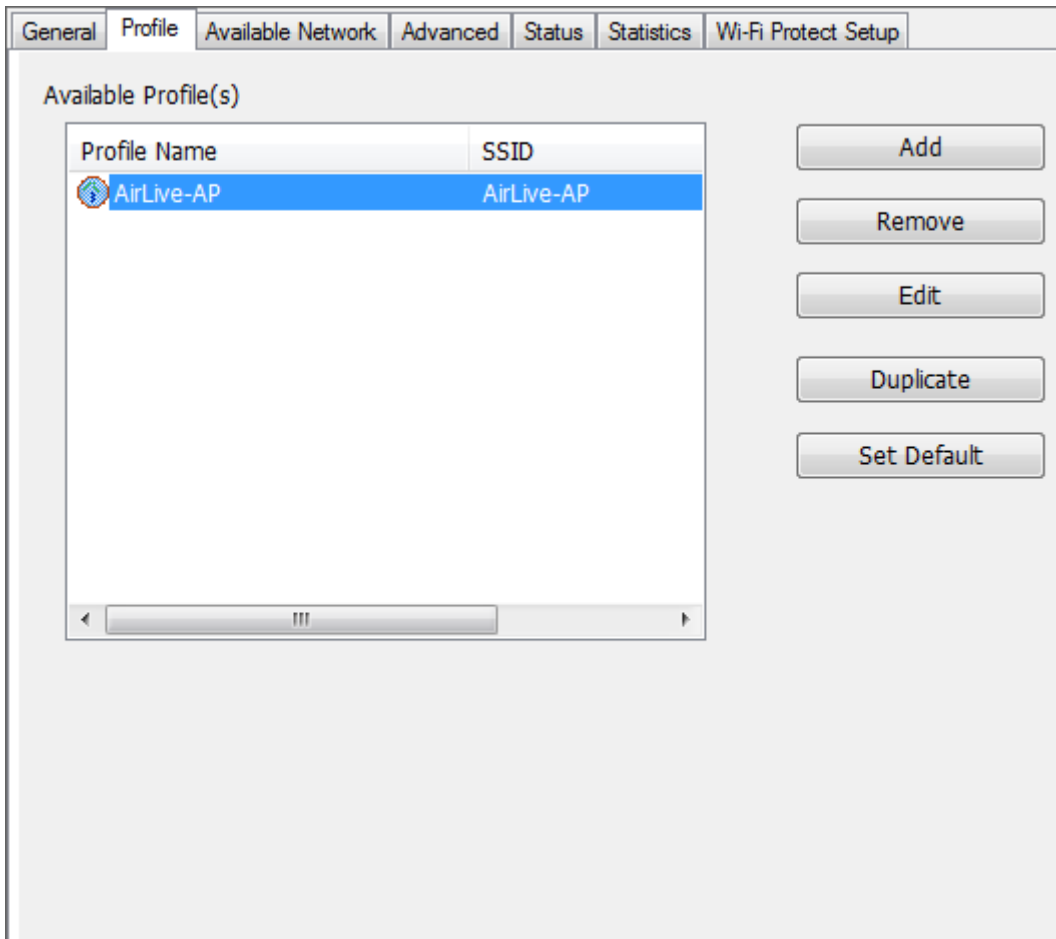 General Profile Available Network Advanced Status Statistics Wi-Fi Protect Setup
Available Profile(s)
Profile Name SSID
AirLive-AP AirLive-AP
Add
Remove
Edit
Duplicate
Set Default